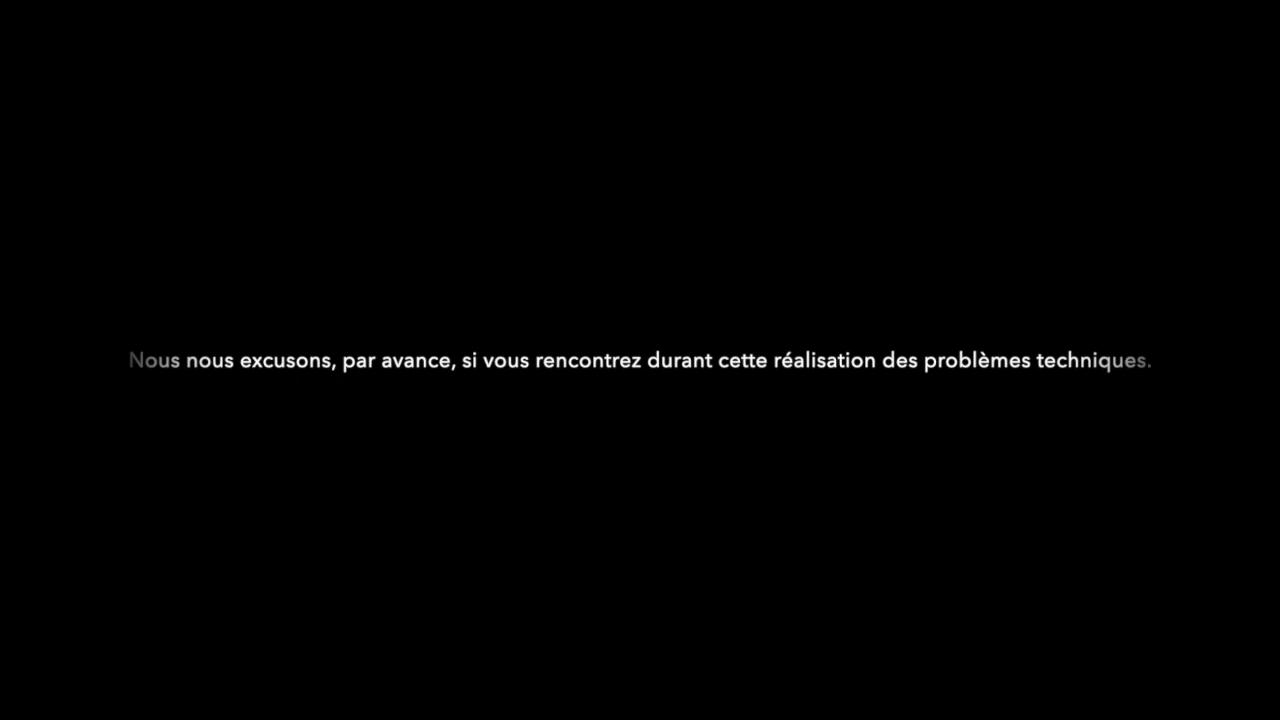 Nous nous excusons, par avance, si vous rencontrez durant cette réalisation des problèmes techniques.